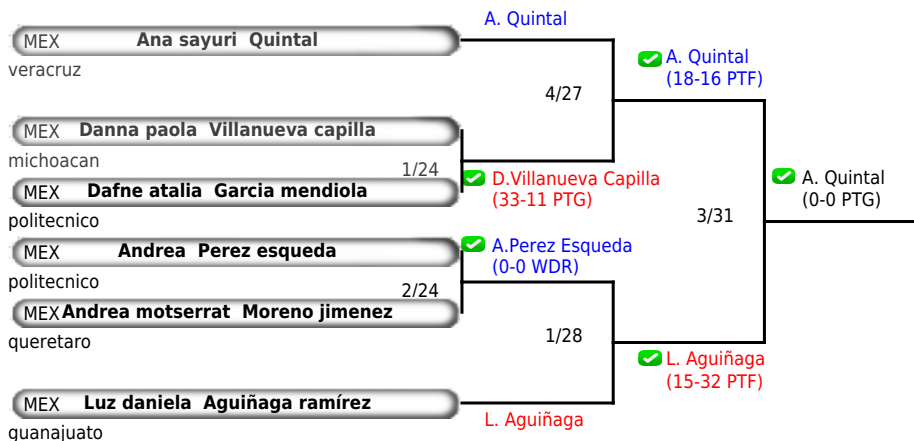 A. Quintal
MEX Ana sayuri Quintal
veracruz
A. Quintal
(18-16 PTF)
4/27
MEX Danna paola Villanueva capilla
michoacan
1/24
D.Villanueva Capilla
(33-11 PTG)
MEX Dafne atalia Garcia mendiola
politecnico
A. Quintal
(0-0 PTG)
3/31
MEX Andrea Perez esqueda
politecnico
A.Perez Esqueda
(0-0 WDR)
2/24
MEX Andrea motserrat Moreno jimenez
queretaro
1/28
L. Aguiñaga
(15-32 PTF)
MEX Luz daniela Aguiñaga ramírez
guanajuato
L. Aguiñaga